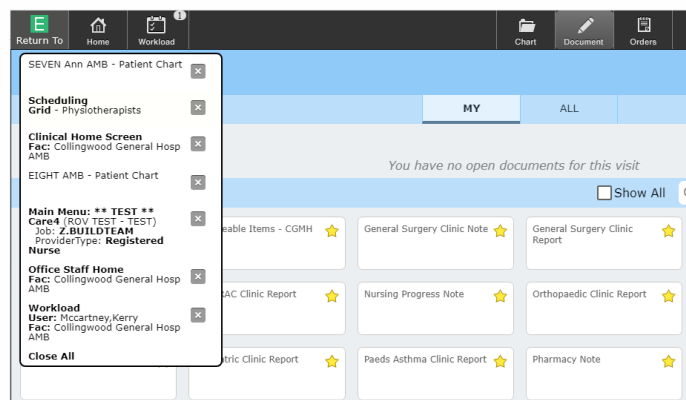 E
!
Return To
Home
Workload
Chart
Document
Orders
SEVEN Ann AMB - Patient Chart
Scheduling
Grid - Physiotherapists
Clinical Home Screen
Fac: Collingwood General Hosp
AMB
EIGHT AMB - Patient Chart
Main Menu: ** TEST **
Care4 (ROV TEST - TEST)
Job: Z.BUILDTEAM
ProviderType: Registered
Nurse
Office Staff Home
Fac: Collingwood General Hosp
AMB
Workload
User: Mccartney,Kerry
Fac: Collingwood General Hosp
AMB
Close All
MY
ALL
You have no open documents for this visit
Show All
Items - CGMH
General Surgery Clinic Note
General Surgery Clinic
Report
Clinic Report
Nursing Progress Note
Orthopaedic Clinic Report
Clinic Report
Paeds Asthma Clinic Report
Pharmacy Note